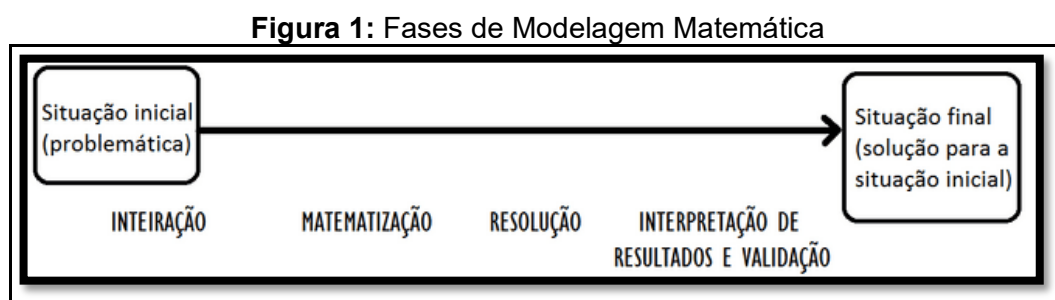 Figura 1: Fases de Modelagem Matemática
Situação inicial
(problemática)
Situação final
(solução para a
situação inicial)
INTEIRAÇÃO
MATEMATIZAÇÃO
RESOLUÇÃO
INTERPRETAÇÃO DE
RESULTADOS E VALIDAÇÃO